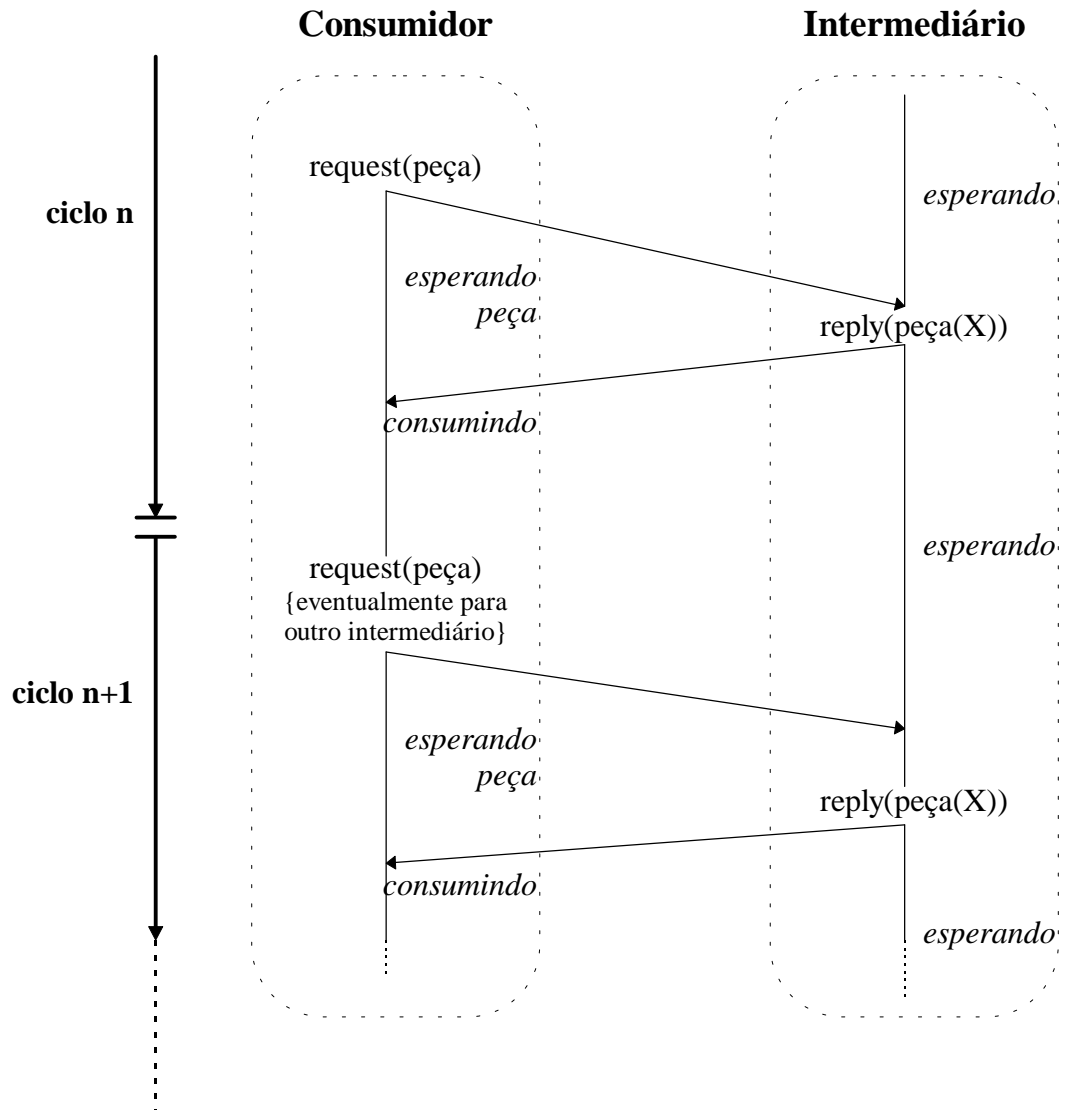 Consumidor
Intermediário
request(peça)
ciclo n
esperando
esperando
peça
reply(peça(X))
consumindo
esperando
request(peça)
{eventualmente para
outro intermediário}
ciclo n+1
esperando
peça
reply(peça(X))
consumindo
esperando